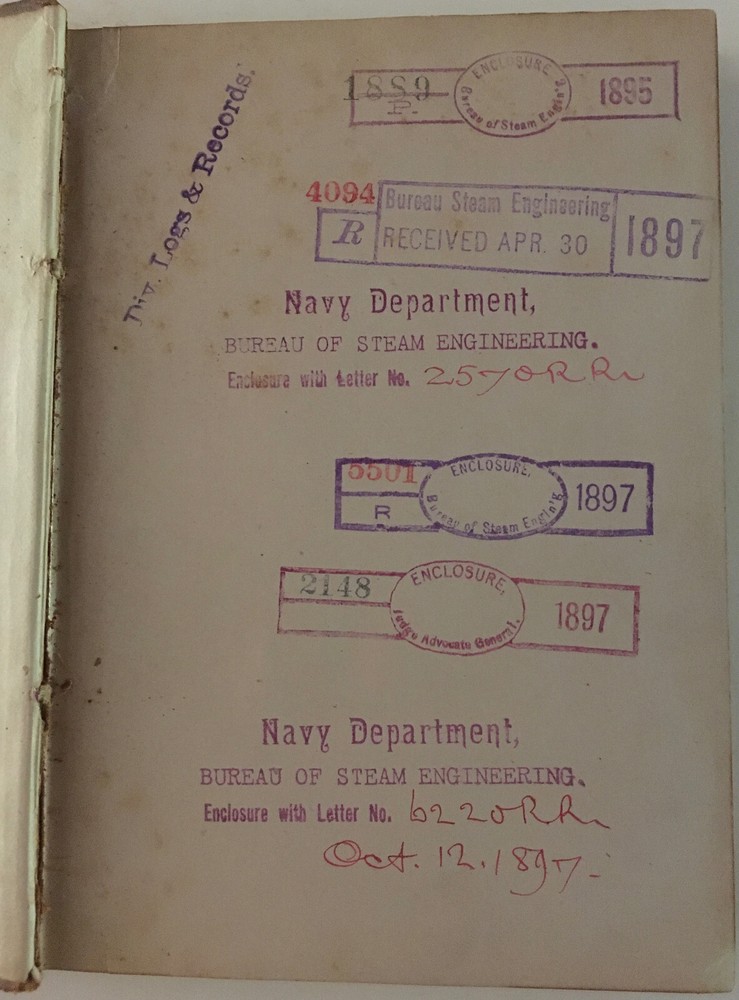 Div. Logs & Records.
1889
P.
ENCLOSURE
Bureau of Steam Engin'g
1895
4094
R
Bureau Steam Engineering
RECEIVED APR. 30
1897
Navy Department,
BUREAU OF STEAM ENGINEERING.
Enclosure with Letter No. 2570RR
5501
R
ENCLOSURE,
Bureau of Steam Engin'g
1897
2148
ENCLOSURE,
Judge Advocate General.
1897
Navy Department,
BUREAU OF STEAM ENGINEERING.
Enclosure with Letter No. 6220RR
Oct. 12. 1897-